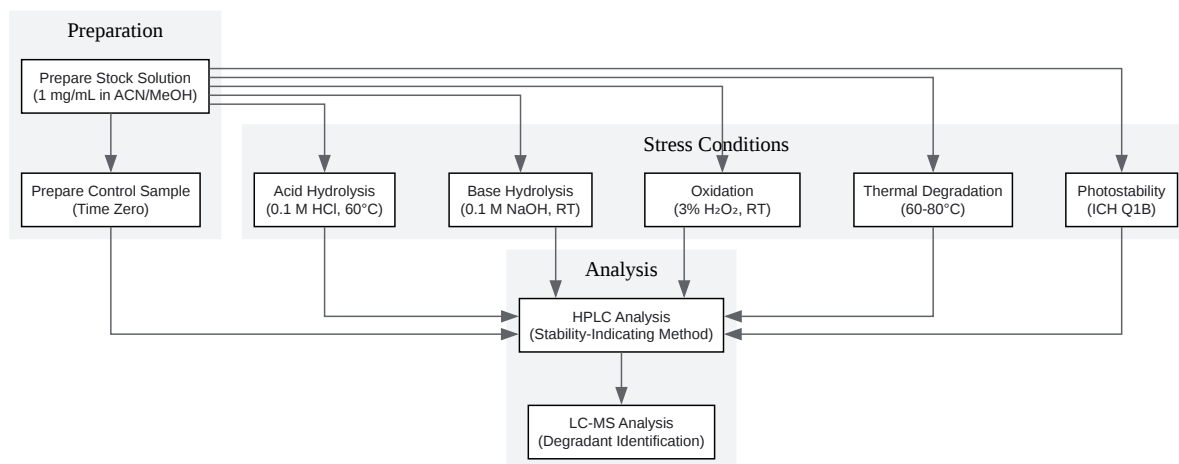 Preparation
Prepare Stock Solution
(1 mg/mL in ACN/MeOH)
Prepare Control Sample
(Time Zero)
Stress Conditions
Acid Hydrolysis
(0.1 M HCl, 60°C)
Base Hydrolysis
(0.1 M NaOH, RT)
Oxidation
(3% H₂O₂, RT)
Thermal Degradation
(60-80°C)
Photostability
(ICH Q1B)
Analysis
HPLC Analysis
(Stability-Indicating Method)
LC-MS Analysis
(Degradant Identification)